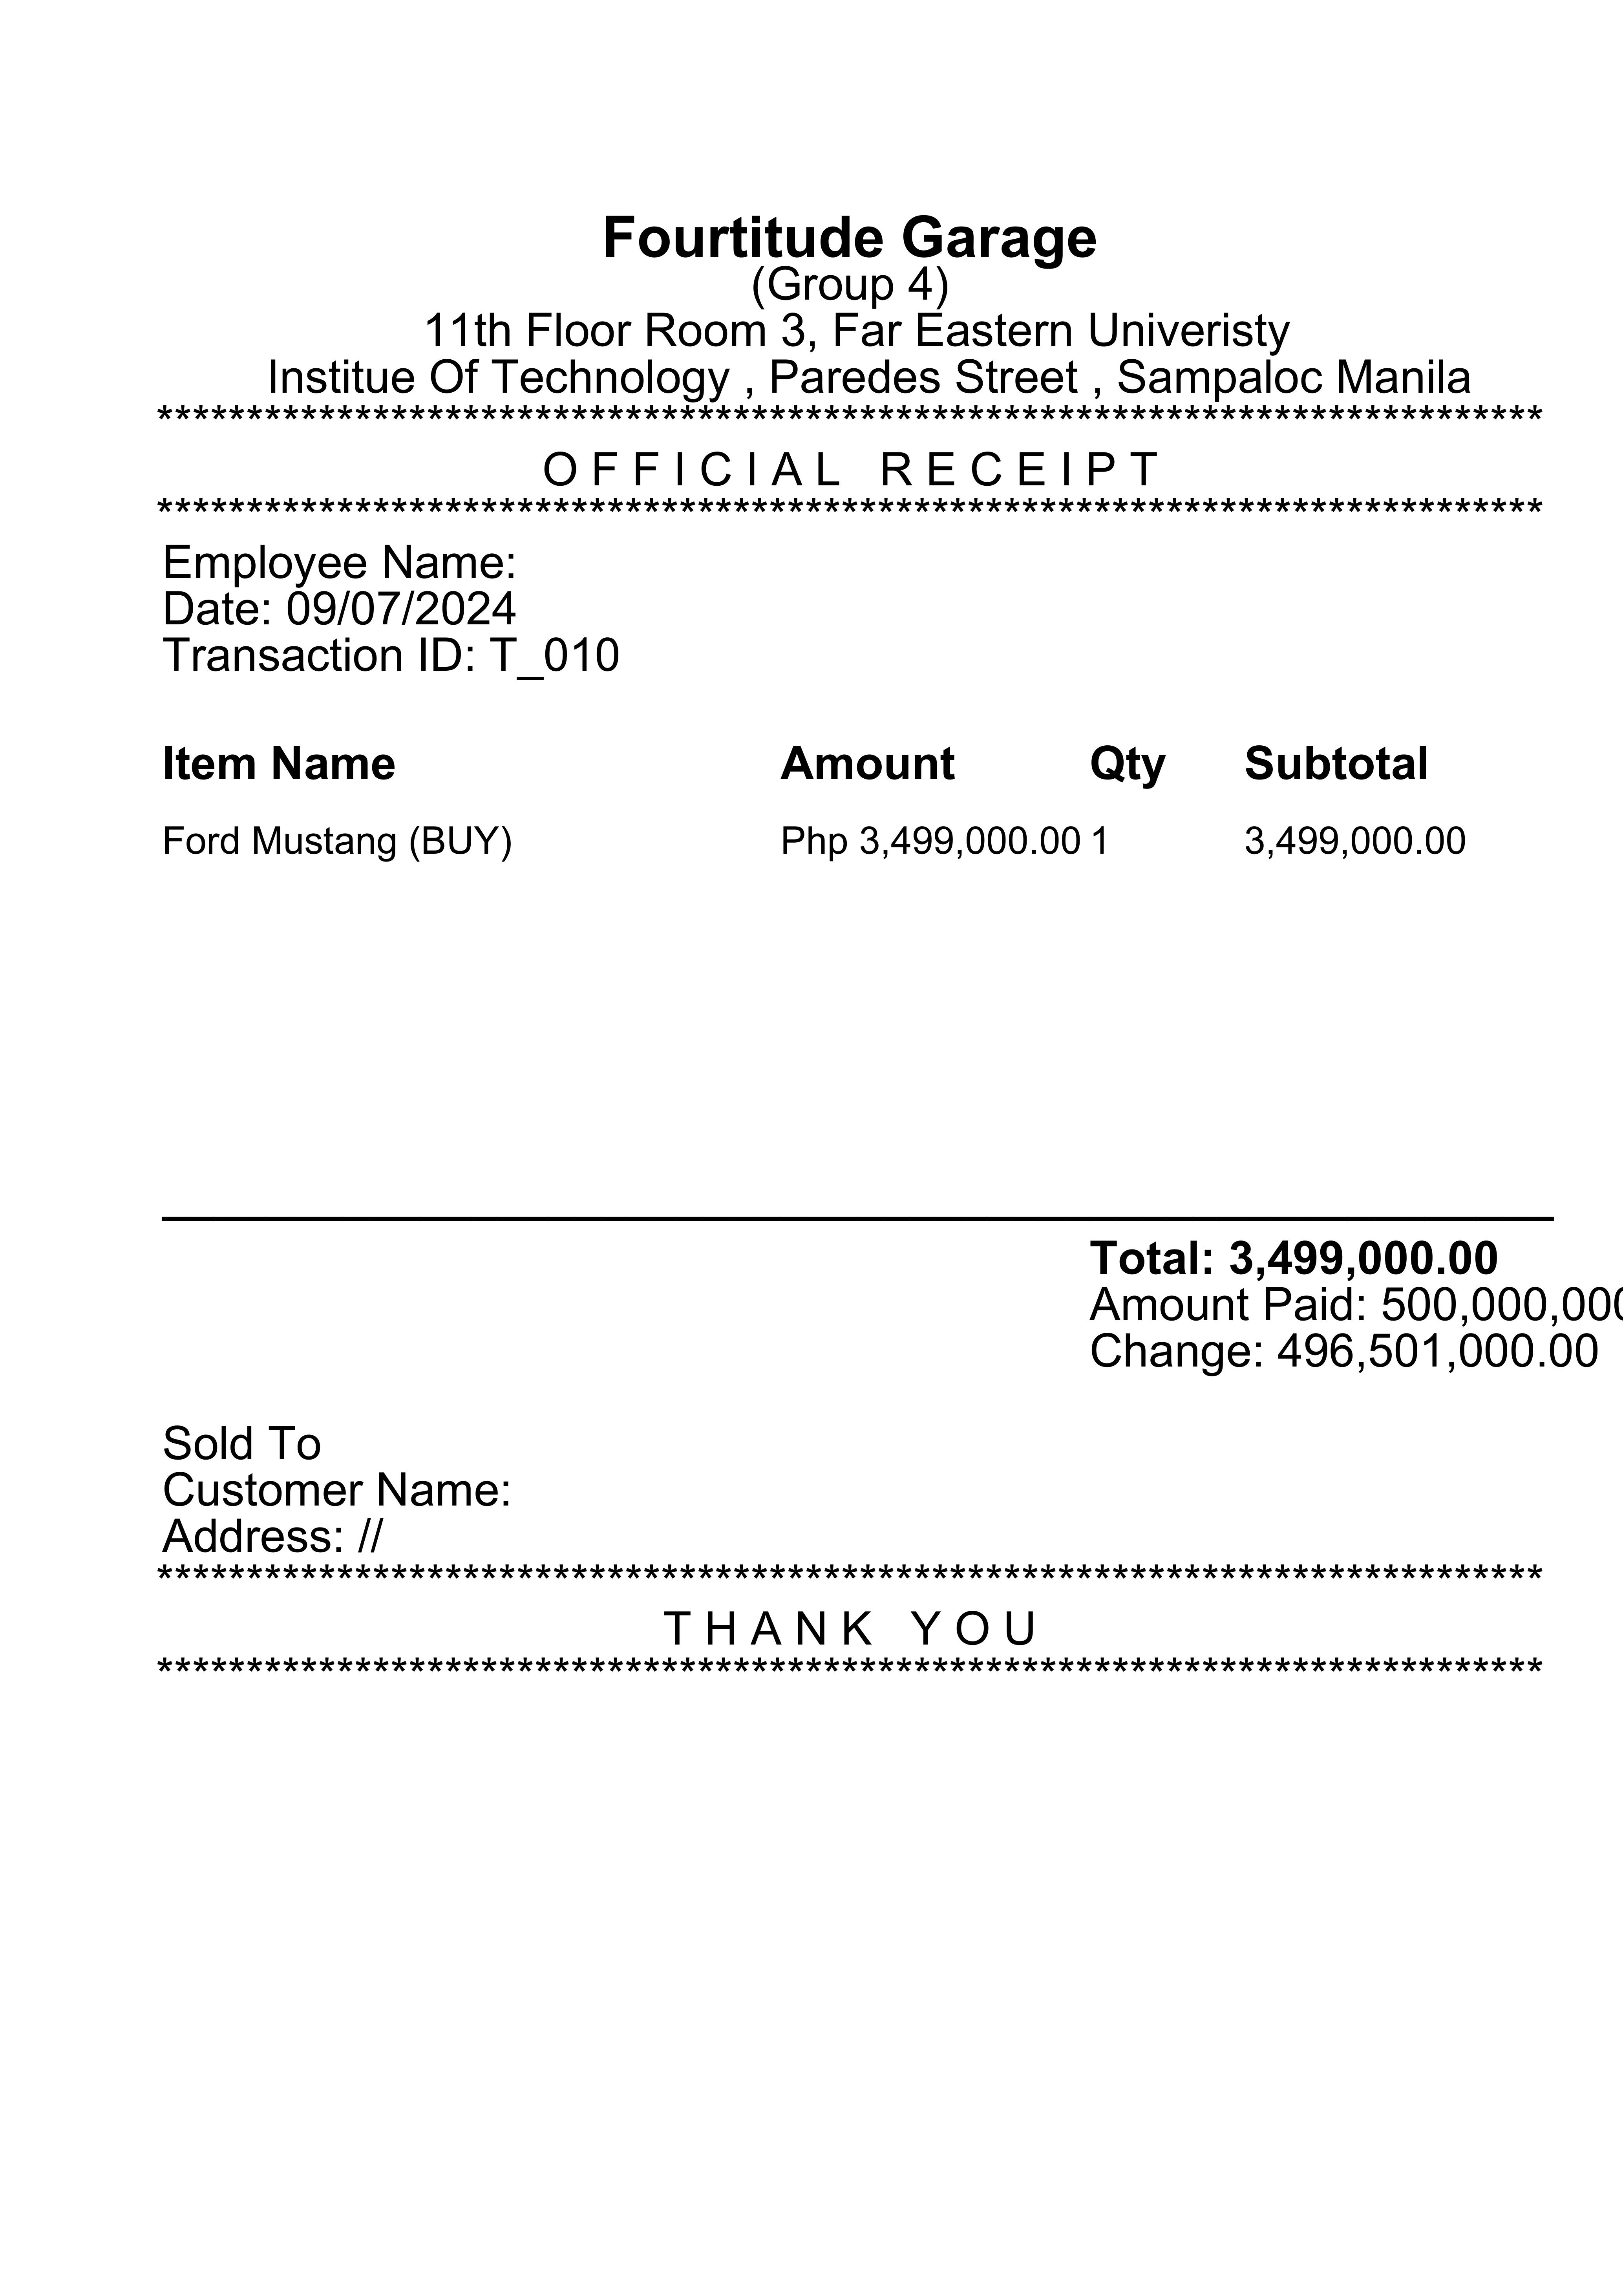 Fourtitude Garage
(Group 4)
11th Floor Room 3, Far Eastern Univeristy
Institue Of Technology , Paredes Street , Sampaloc Manila
*****************************************************************************
O F F I C I A L   R E C E I P T
*****************************************************************************
Employee Name:
Date: 09/07/2024
Transaction ID: T_010
Item Name Amount Qty Subtotal
Ford Mustang (BUY) Php 3,499,000.00 1 3,499,000.00
Total: 3,499,000.00
Amount Paid: 500,000,000
Change: 496,501,000.00
Sold To
Customer Name:
Address: //
*****************************************************************************
T H A N K   Y O U
*****************************************************************************